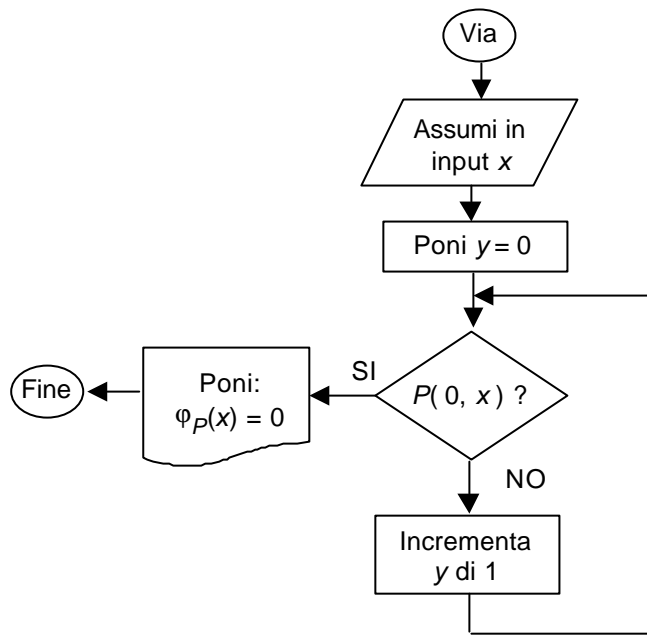 Via
Assumi in
input x
Poni y = 0
P( 0, x ) ?
SI
Poni:
φP(x) = 0
Fine
NO
Incrementa
y di 1